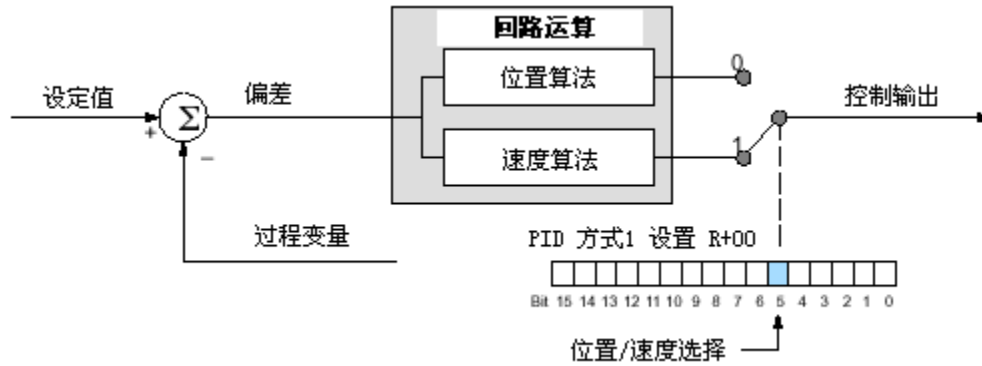 回路运算
位置算法
0
设定值
偏差
控制输出
+
Σ
−
速度算法
1
过程变量
PID 方式1 设置 R+00
Bit 15 14 13 12 11 10 9 8 7 6 5 4 3 2 1 0
位置/速度选择